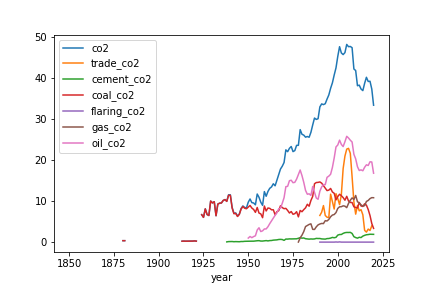 50
40
30
20
10
0
co2
trade_co2
cement_co2
coal_co2
flaring_co2
gas_co2
oil_co2
1850 1875 1900 1925 1950 1975 2000 2025
year